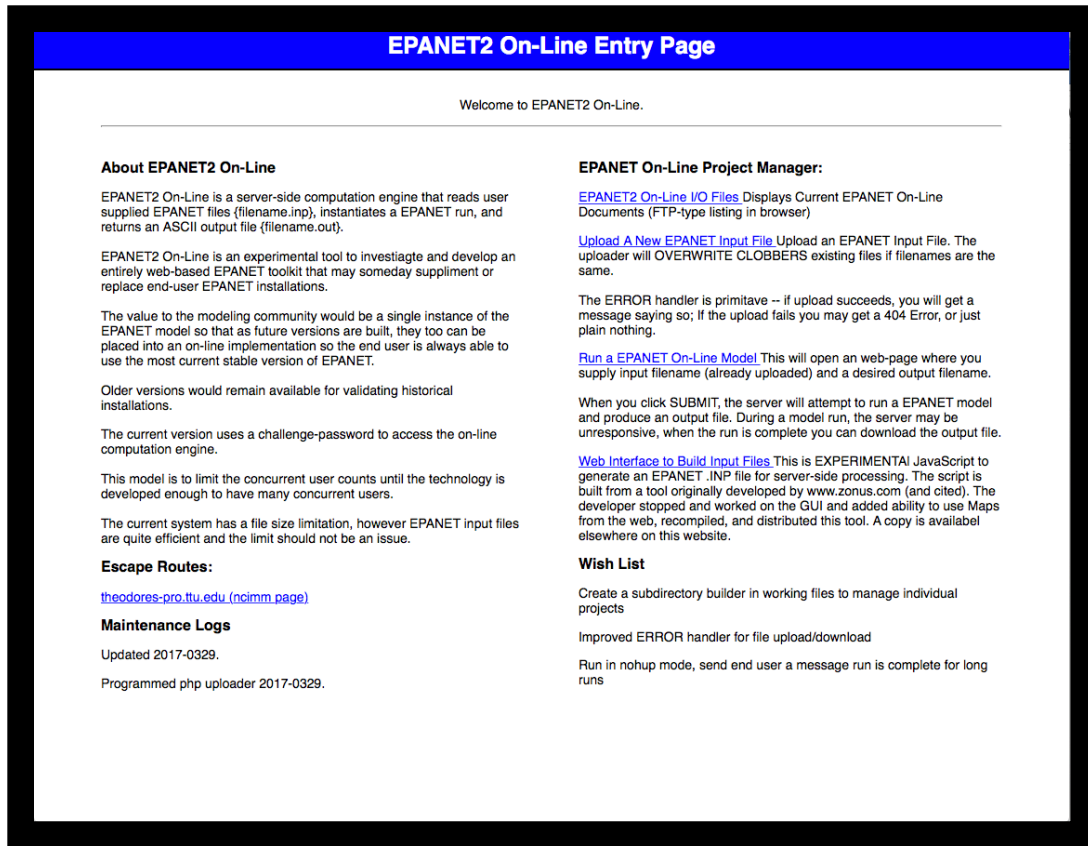 EPANET2 On-Line Entry Page
Welcome to EPANET2 On-Line.
About EPANET2 On-Line
EPANET2 On-Line is a server-side computation engine that reads user
supplied EPANET files {filename.inp}, instantiates a EPANET run, and
returns an ASCII output file {filename.out}.
EPANET2 On-Line is an experimental tool to investiagte and develop an
entirely web-based EPANET toolkit that may someday suppliment or
replace end-user EPANET installations.
The value to the modeling community would be a single instance of the
EPANET model so that as future versions are built, they too can be
placed into an on-line implementation so the end user is always able to
use the most current stable version of EPANET.
Older versions would remain available for validating historical
installations.
The current version uses a challenge-password to access the on-line
computation engine.
This model is to limit the concurrent user counts until the technology is
developed enough to have many concurrent users.
The current system has a file size limitation, however EPANET input files
are quite efficient and the limit should not be an issue.
Escape Routes:
theodores-pro.ttu.edu (ncimm page)
Maintenance Logs
Updated 2017-0329.
Programmed php uploader 2017-0329.
EPANET On-Line Project Manager:
EPANET2 On-Line I/O Files Displays Current EPANET On-Line
Documents (FTP-type listing in browser)
Upload A New EPANET Input File Upload an EPANET Input File. The
uploader will OVERWRITE CLOBBERS existing files if filenames are the
same.
The ERROR handler is primitave -- if upload succeeds, you will get a
message saying so; If the upload fails you may get a 404 Error, or just
plain nothing.
Run a EPANET On-Line Model This will open an web-page where you
supply input filename (already uploaded) and a desired output filename.
When you click SUBMIT, the server will attempt to run a EPANET model
and produce an output file. During a model run, the server may be
unresponsive, when the run is complete you can download the output file.
Web Interface to Build Input Files This is EXPERIMENTAl JavaScript to
generate an EPANET .INP file for server-side processing. The script is
built from a tool originally developed by www.zonus.com (and cited). The
developer stopped and worked on the GUI and added ability to use Maps
from the web, recompiled, and distributed this tool. A copy is availabel
elsewhere on this website.
Wish List
Create a subdirectory builder in working files to manage individual
projects
Improved ERROR handler for file upload/download
Run in nohup mode, send end user a message run is complete for long
runs